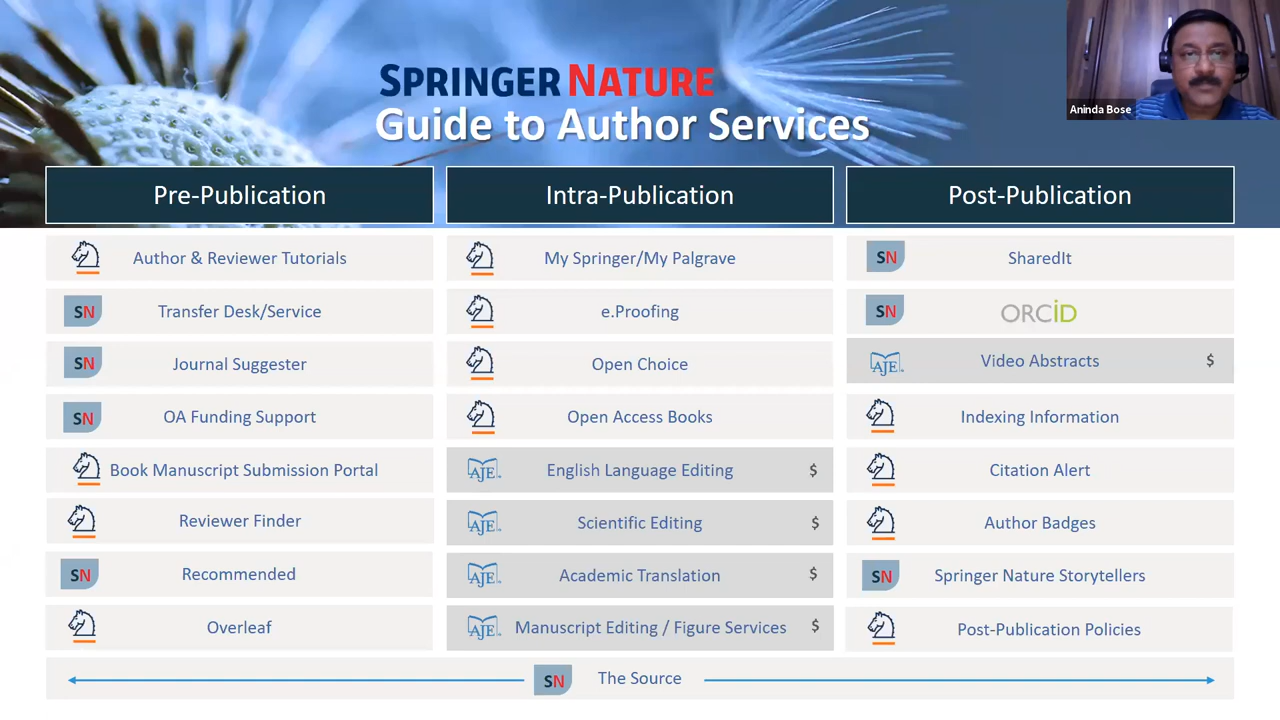 SPRINGER NATURE
Guide to Author Services
Aninda Bose
Pre-Publication
Intra-Publication
Post-Publication
Author & Reviewer Tutorials
My Springer/My Palgrave
SN SharedIt
SN Transfer Desk/Service
e.Proofing
SN ORCID
SN Journal Suggester
Open Choice
AJE Video Abstracts $
SN OA Funding Support
Open Access Books
Indexing Information
Book Manuscript Submission Portal
AJE English Language Editing $
Citation Alert
Reviewer Finder
AJE Scientific Editing $
Author Badges
SN Recommended
AJE Academic Translation $
SN Springer Nature Storytellers
Overleaf
AJE Manuscript Editing / Figure Services $
Post-Publication Policies
SN The Source